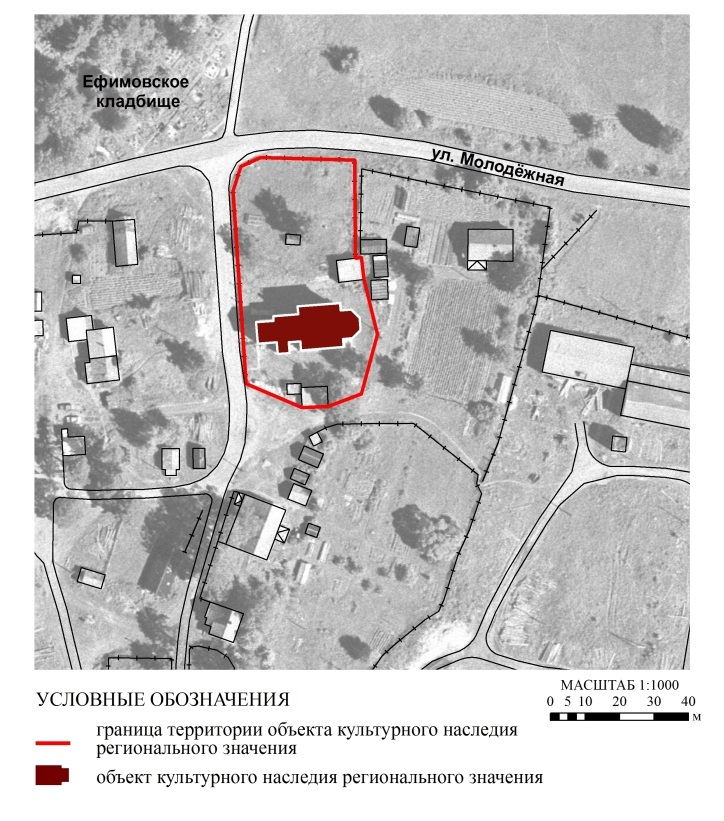 Ефимовское
кладбище
ул. Молодёжная
УСЛОВНЫЕ ОБОЗНАЧЕНИЯ
МАСШТАБ 1:1000
0 5 10 20 30 40
м
граница территории объекта культурного наследия
регионального значения
объект культурного наследия регионального значения